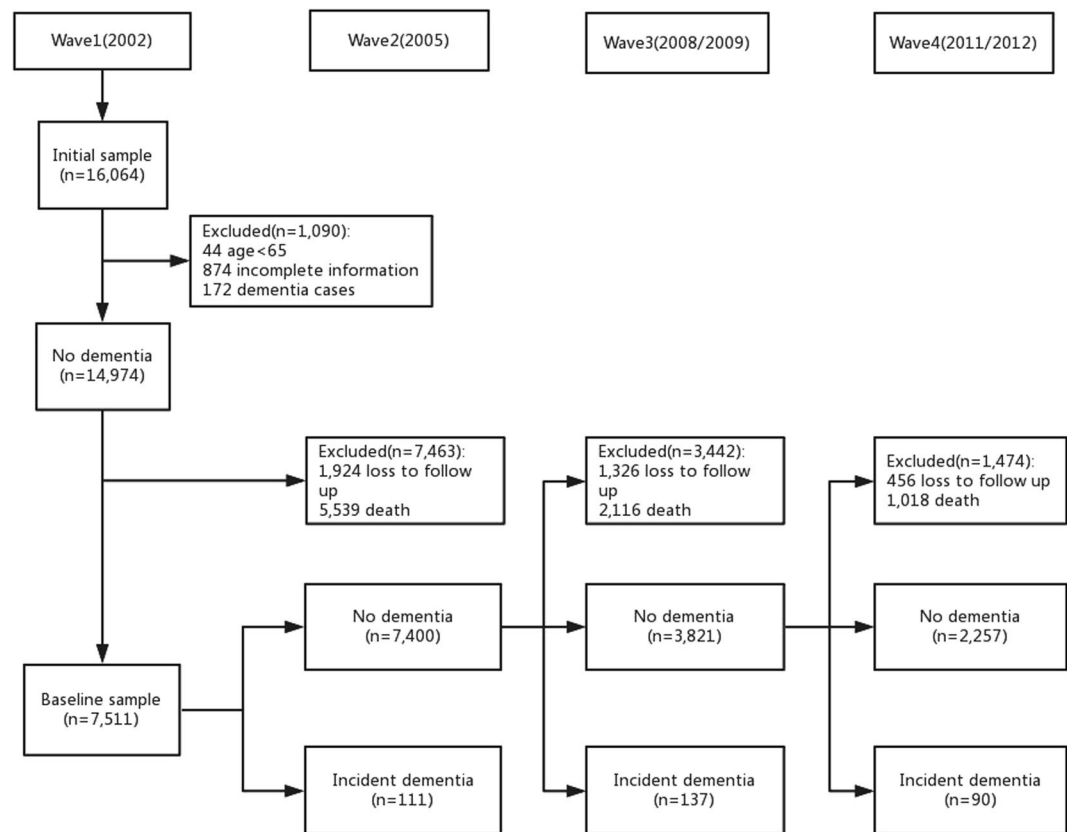 Wave1(2002)
Wave2(2005)
Wave3(2008/2009)
Wave4(2011/2012)
Initial sample
(n=16,064)
Excluded(n=1,090):
44 age<65
874 incomplete information
172 dementia cases
No dementia
(n=14,974)
Excluded(n=7,463):
1,924 loss to follow
up
5,539 death
Excluded(n=3,442):
1,326 loss to follow
up
2,116 death
Excluded(n=1,474):
456 loss to follow up
1,018 death
No dementia
(n=7,400)
No dementia
(n=3,821)
No dementia
(n=2,257)
Baseline sample
(n=7,511)
Incident dementia
(n=111)
Incident dementia
(n=137)
Incident dementia
(n=90)